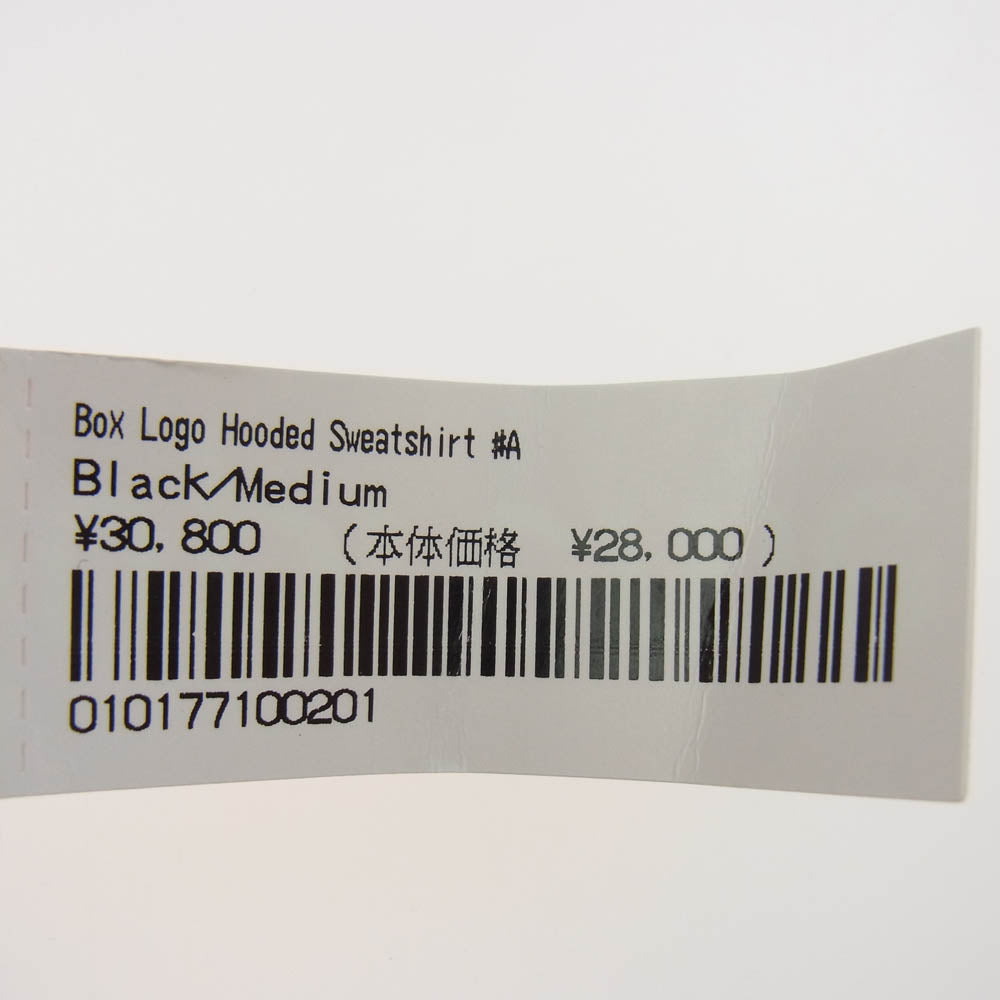 Box Logo Hooded Sweatshirt #A
Black/Medium
¥30,800 (本体価格 ¥28,000)
010177100201